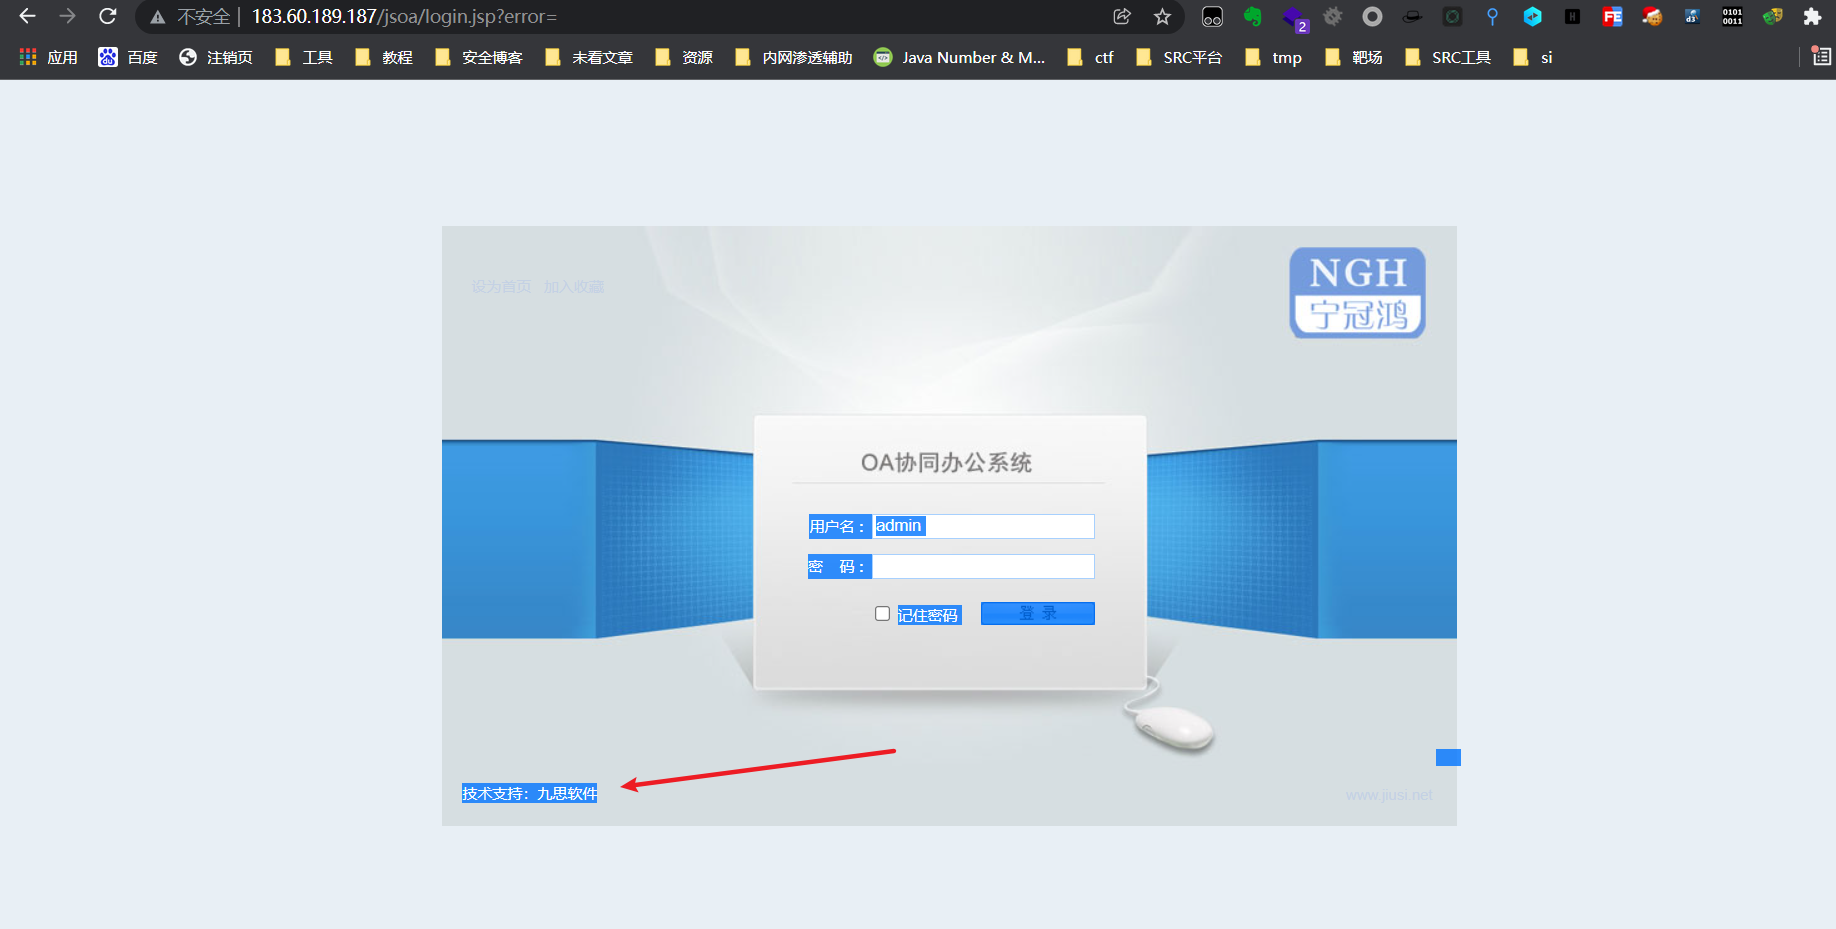 不安全 | 183.60.189.187/jsoa/login.jsp?error=
2
FE
d3
0101
0011
应用 百度 注销页 工具 教程 安全博客 未看文章 资源 内网渗透辅助 Java Number & M... ctf SRC平台 tmp 靶场 SRC工具 si
设为首页 加入收藏
NGH
宁冠鸿
OA协同办公系统
用户名： admin
密 码：
记住密码 登 录
技术支持：九思软件
www.jiusi.net